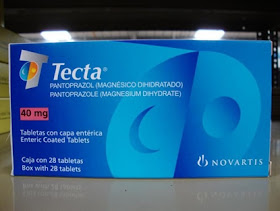 Tecta®
PANTOPRAZOL (MAGNÉSICO DIHIDRATADO)
PANTOPRAZOLE (MAGNESIUM DIHYDRATE)
40 mg
Tabletas con capa entérica
Enteric Coated Tablets
Caja con 28 tabletas
Box with 28 tablets
NOVARTIS